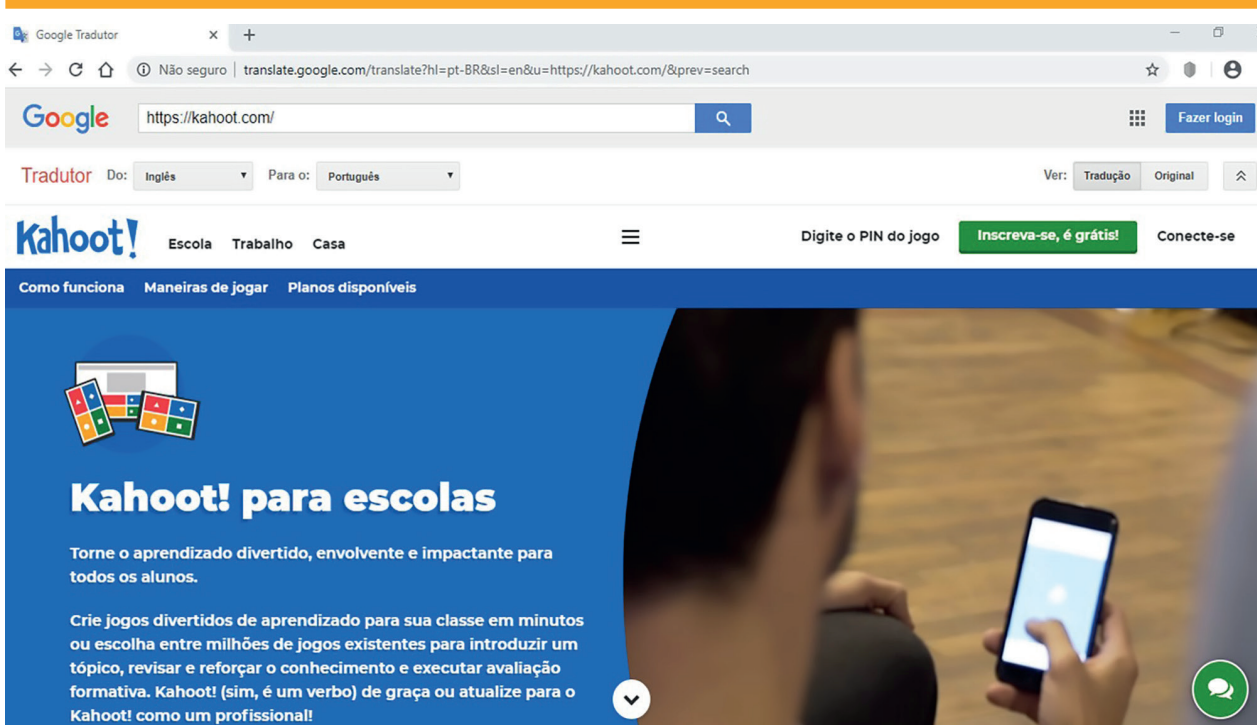 Google Tradutor
Não seguro | translate.google.com/translate?hl=pt-BR&sl=en&u=https://kahoot.com/&prev=search
Google https://kahoot.com/ Fazer login
Tradutor Do: Inglês Para o: Português Ver: Tradução Original
Kahoot! Escola Trabalho Casa Digite o PIN do jogo Inscreva-se, é grátis! Conecte-se
Como funciona Maneiras de jogar Planos disponíveis
Kahoot! para escolas
Torne o aprendizado divertido, envolvente e impactante para
todos os alunos.
Crie jogos divertidos de aprendizado para sua classe em minutos
ou escolha entre milhões de jogos existentes para introduzir um
tópico, revisar e reforçar o conhecimento e executar avaliação
formativa. Kahoot! (sim, é um verbo) de graça ou atualize para o
Kahoot! como um profissional!